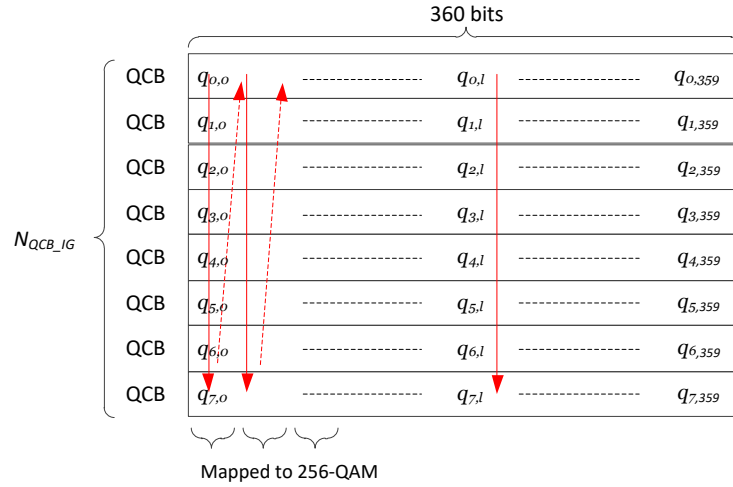 360 bits
QCB q0,0 q0,l q0,359
QCB q1,0 q1,l q1,359
QCB q2,0 q2,l q2,359
QCB q3,0 q3,l q3,359
NQCB_IG
QCB q4,0 q4,l q4,359
QCB q5,0 q5,l q5,359
QCB q6,0 q6,l q6,359
QCB q7,0 q7,l q7,359
Mapped to 256-QAM